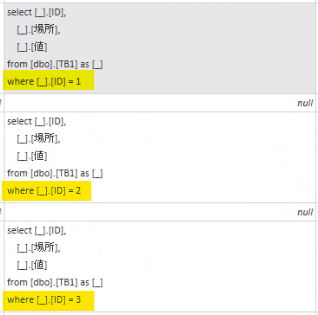 select [_].[ID],
[_].[場所],
[_].[値]
from [dbo].[TB1] as [_]
where [_].[ID] = 1
null
select [_].[ID],
[_].[場所],
[_].[値]
from [dbo].[TB1] as [_]
where [_].[ID] = 2
null
select [_].[ID],
[_].[場所],
[_].[値]
from [dbo].[TB1] as [_]
where [_].[ID] = 3